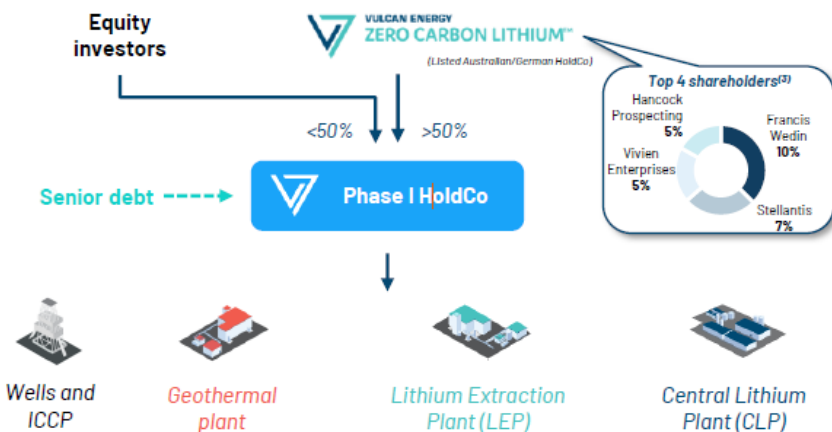 Equity
investors
VULCAN ENERGY
ZERO CARBON LITHIUM™
(Listed Australian/German HoldCo)
Top 4 shareholders(3)
Hancock
Prospecting
5%
Francis
Wedin
10%
Vivien
Enterprises
5%
Stellantis
7%
<50%
>50%
Senior debt
Phase I HoldCo
Wells and
ICCP
Geothermal
plant
Lithium Extraction
Plant (LEP)
Central Lithium
Plant (CLP)